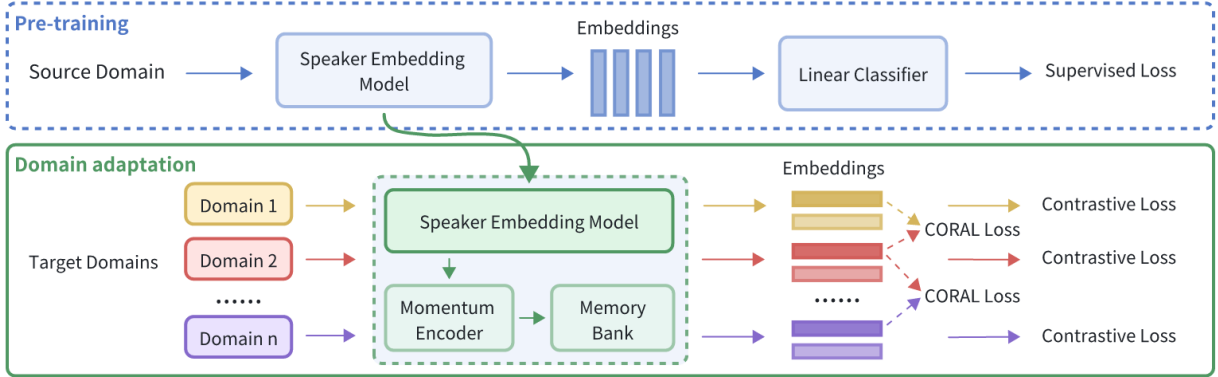 Pre-training
Source Domain
Speaker Embedding
Model
Embeddings
Linear Classifier
Supervised Loss
Domain adaptation
Target Domains
Domain 1
Domain 2
......
Domain n
Speaker Embedding Model
Momentum
Encoder
Memory
Bank
Embeddings
......
CORAL Loss
CORAL Loss
Contrastive Loss
Contrastive Loss
Contrastive Loss